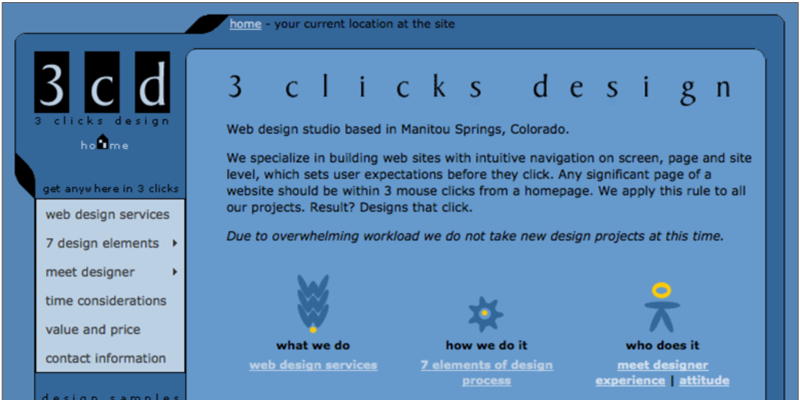 home - your current location at the site
3cd
3 clicks design
home
get anywhere in 3 clicks
web design services
7 design elements
meet designer
time considerations
value and price
contact information
design samples
3 clicks design
Web design studio based in Manitou Springs, Colorado.
We specialize in building web sites with intuitive navigation on screen, page and site
level, which sets user expectations before they click. Any significant page of a
website should be within 3 mouse clicks from a homepage. We apply this rule to all
our projects. Result? Designs that click.
Due to overwhelming workload we do not take new design projects at this time.
what we do
web design services
how we do it
7 elements of design
process
who does it
meet designer
experience | attitude